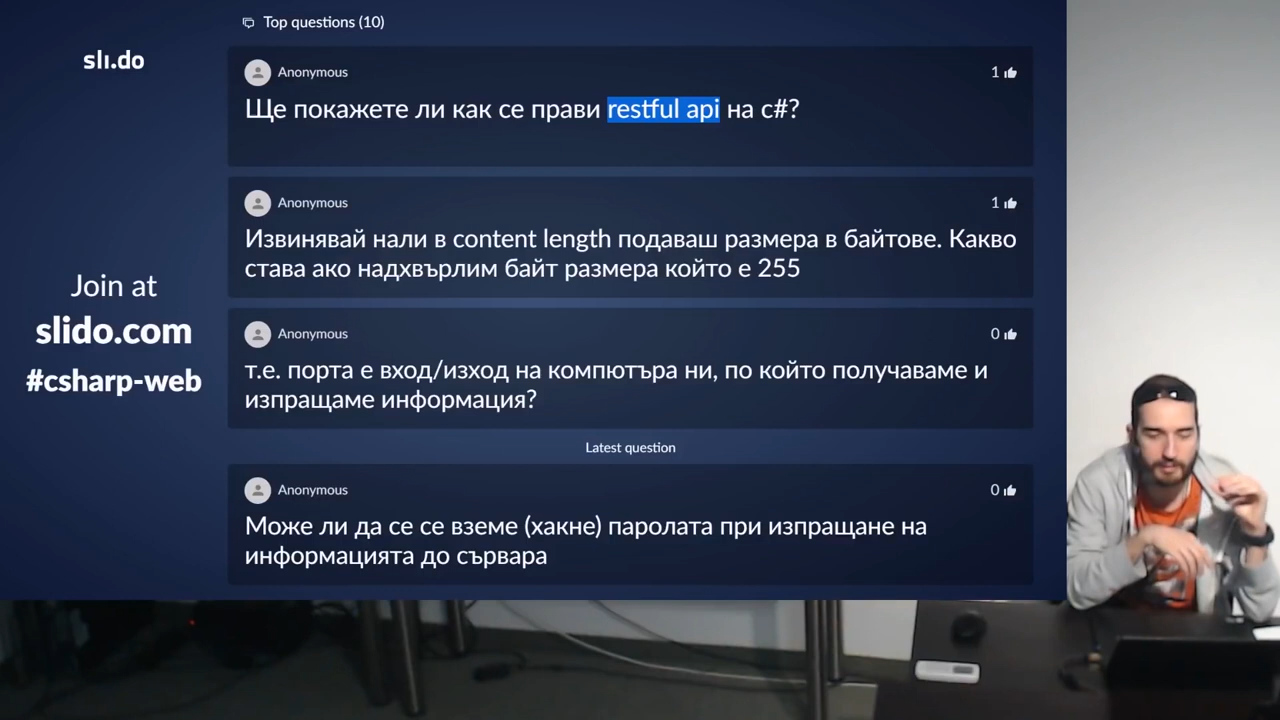 Top questions (10)
sli.do
Anonymous
1
Ще покажете ли как се прави restful api на c#?
Anonymous
1
Извинявай нали в content length подаваш размера в байтове. Какво
става ако надхвърлим байт размера който е 255
Anonymous
0
т.е. порта е вход/изход на компютъра ни, по който получаваме и
изпращаме информация?
Join at
slido.com
#csharp-web
Latest question
Anonymous
0
Може ли да се се вземе (хакне) паролата при изпращане на
информацията до сървара